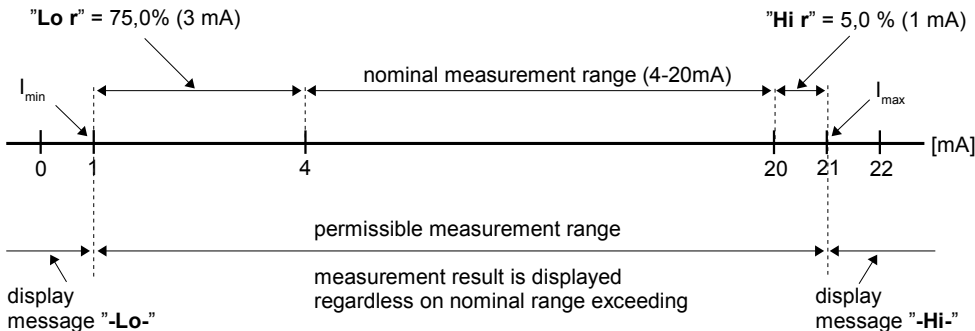 "Lo r" = 75,0% (3 mA)
"Hi r" = 5,0 % (1 mA)
nominal measurement range (4-20mA)
Imin
Imax
[mA]
0 1 4 20 21 22
permissible measurement range
measurement result is displayed
regardless on nominal range exceeding
display
message "-Lo-"
display
message "-Hi-"